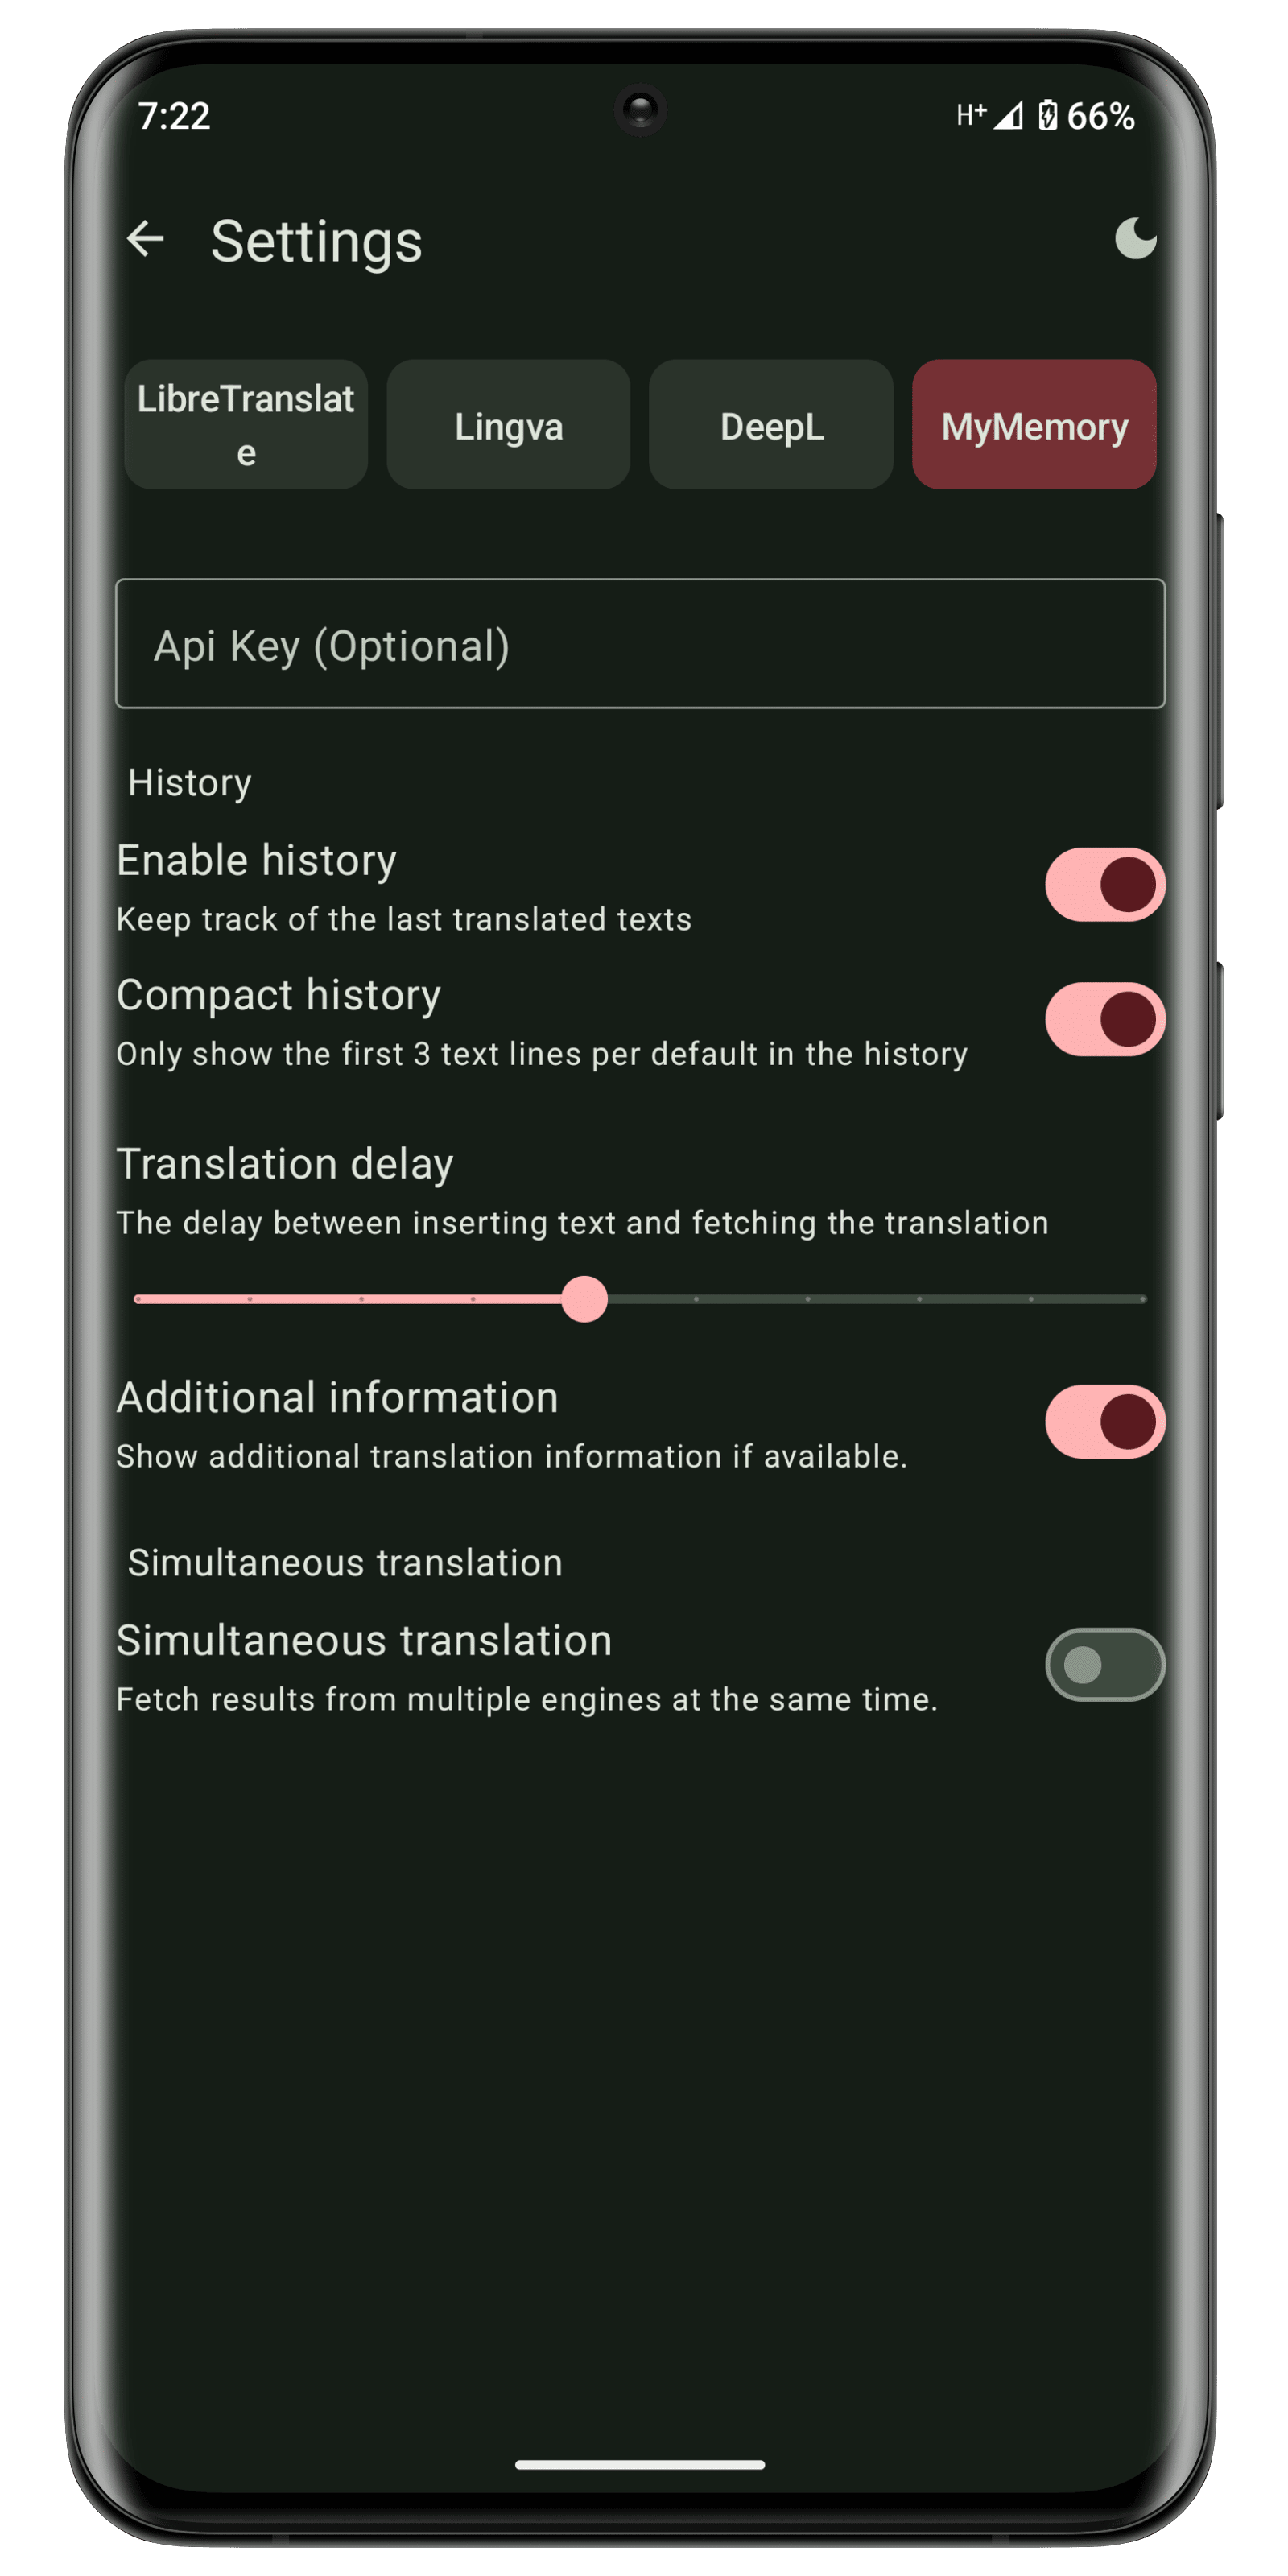 7:22 H+ 66%
Settings
LibreTranslat
e
Lingva
DeepL
MyMemory
Api Key (Optional)
History
Enable history
Keep track of the last translated texts
Compact history
Only show the first 3 text lines per default in the history
Translation delay
The delay between inserting text and fetching the translation
Additional information
Show additional translation information if available.
Simultaneous translation
Simultaneous translation
Fetch results from multiple engines at the same time.